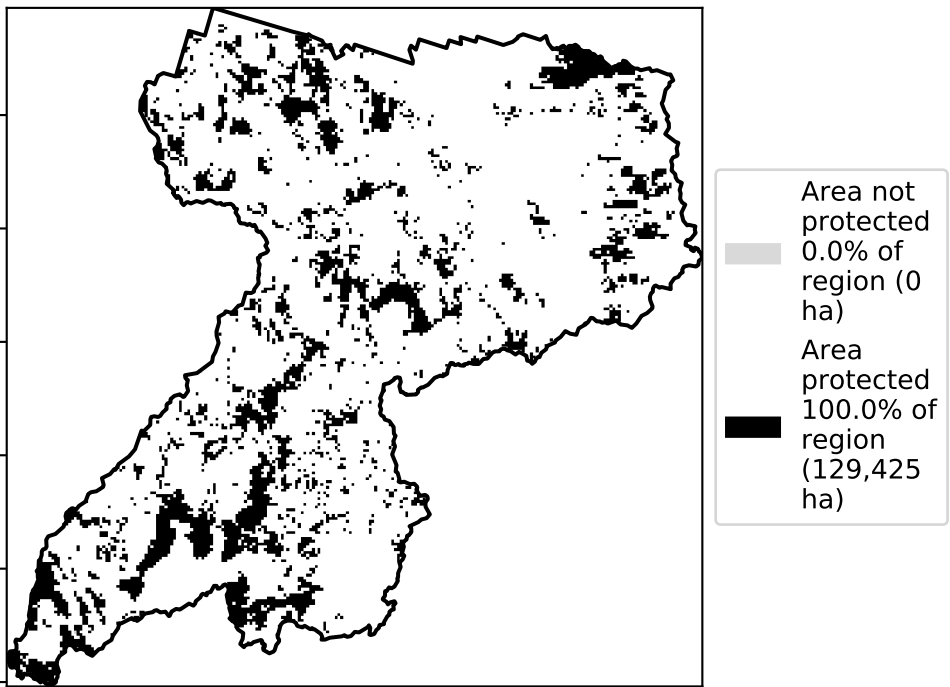 Area not
protected
0.0% of
region (0
ha)
Area
protected
100.0% of
region
(129,425
ha)